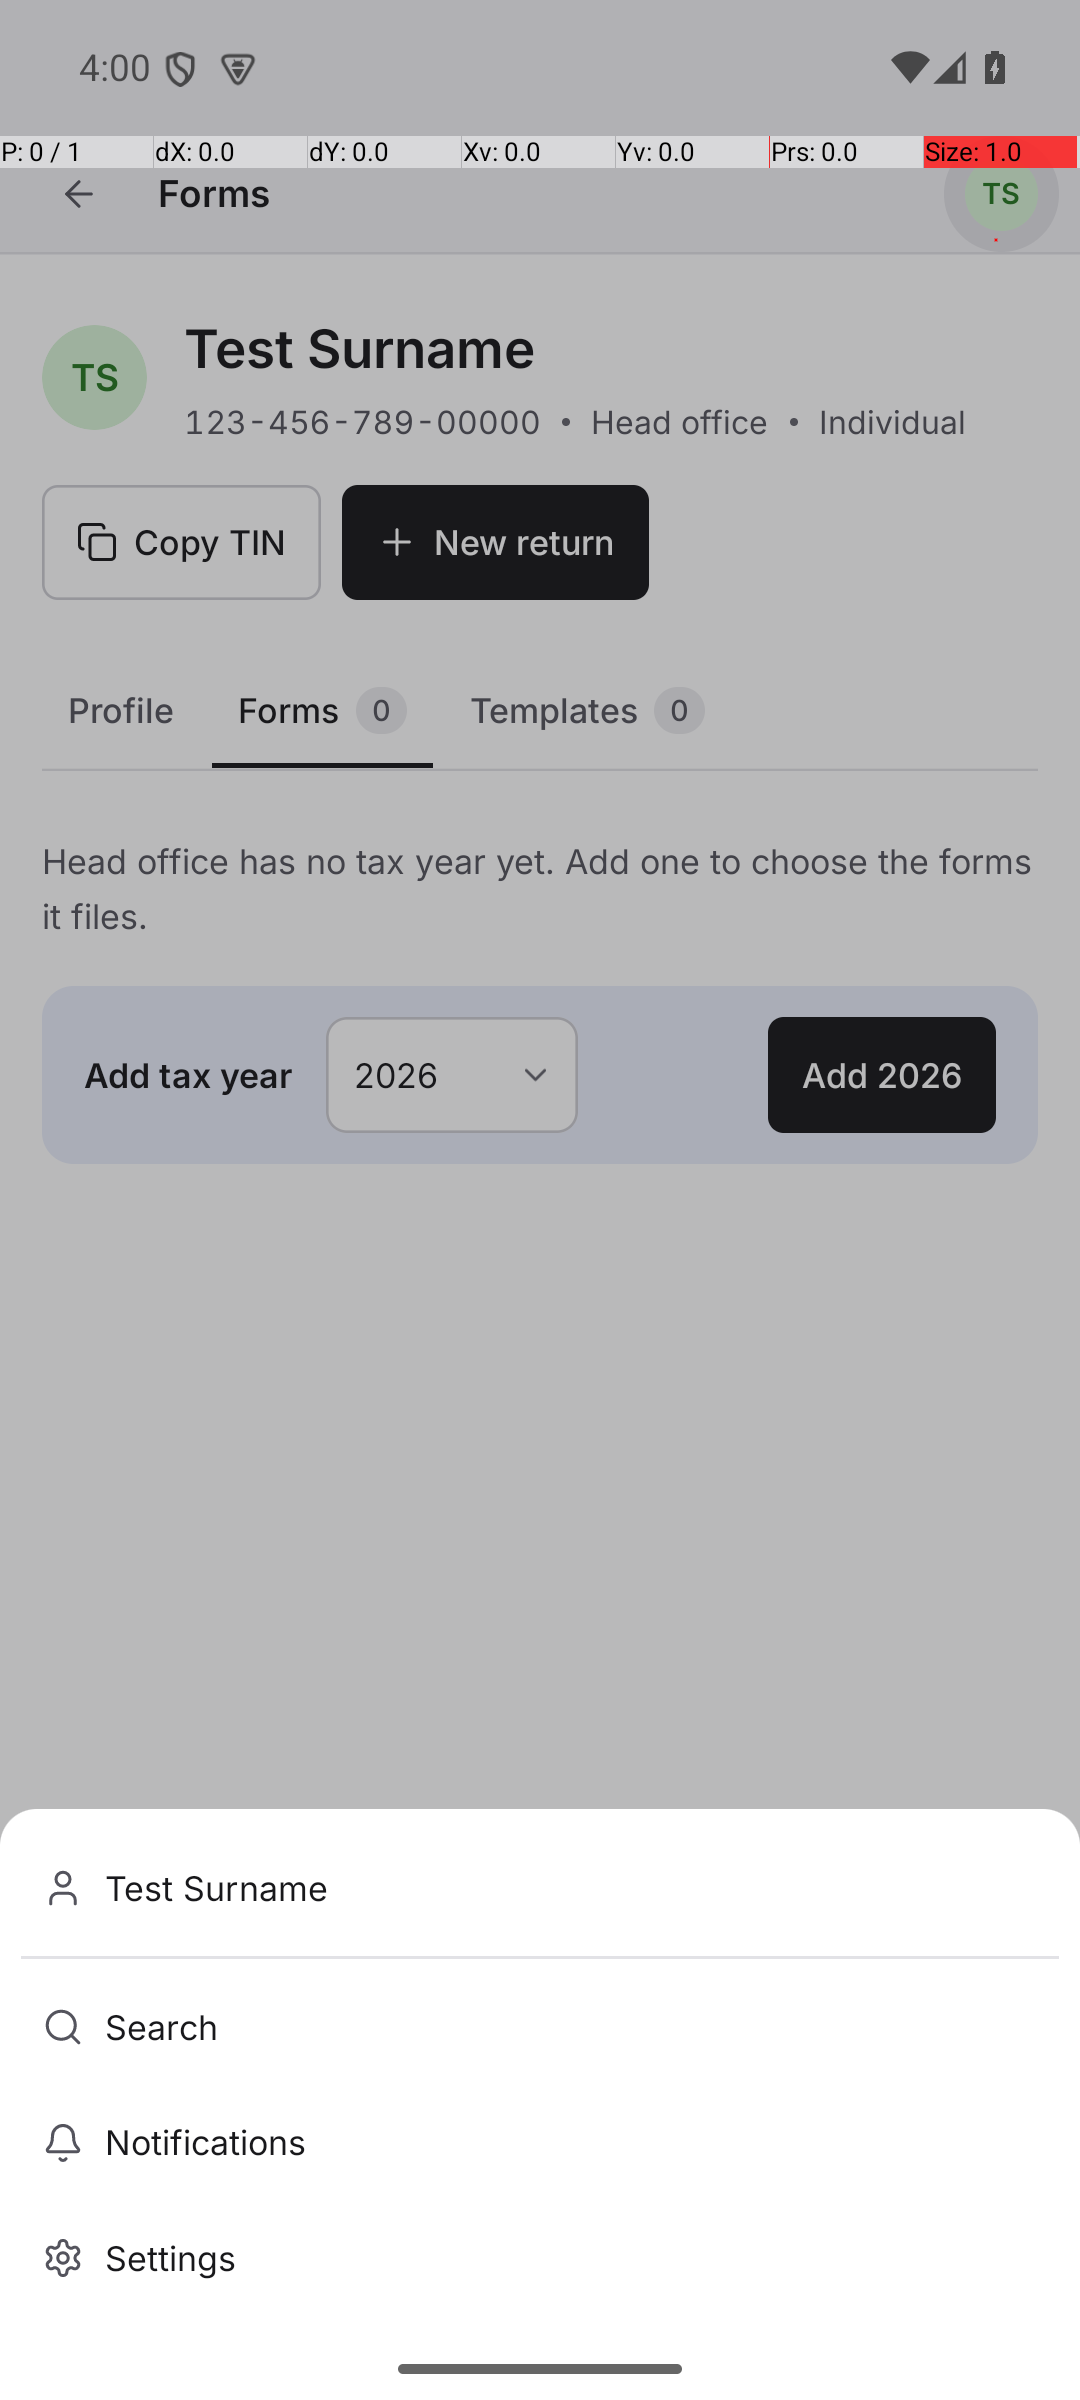 4:00
P: 0 / 1 dX: 0.0 dY: 0.0 Xv: 0.0 Yv: 0.0 Prs: 0.0 Size: 1.0
Forms TS
TS Test Surname
123-456-789-00000 • Head office • Individual
Copy TIN New return
Profile Forms 0 Templates 0
Head office has no tax year yet. Add one to choose the forms
it files.
Add tax year 2026 Add 2026
Test Surname
Search
Notifications
Settings